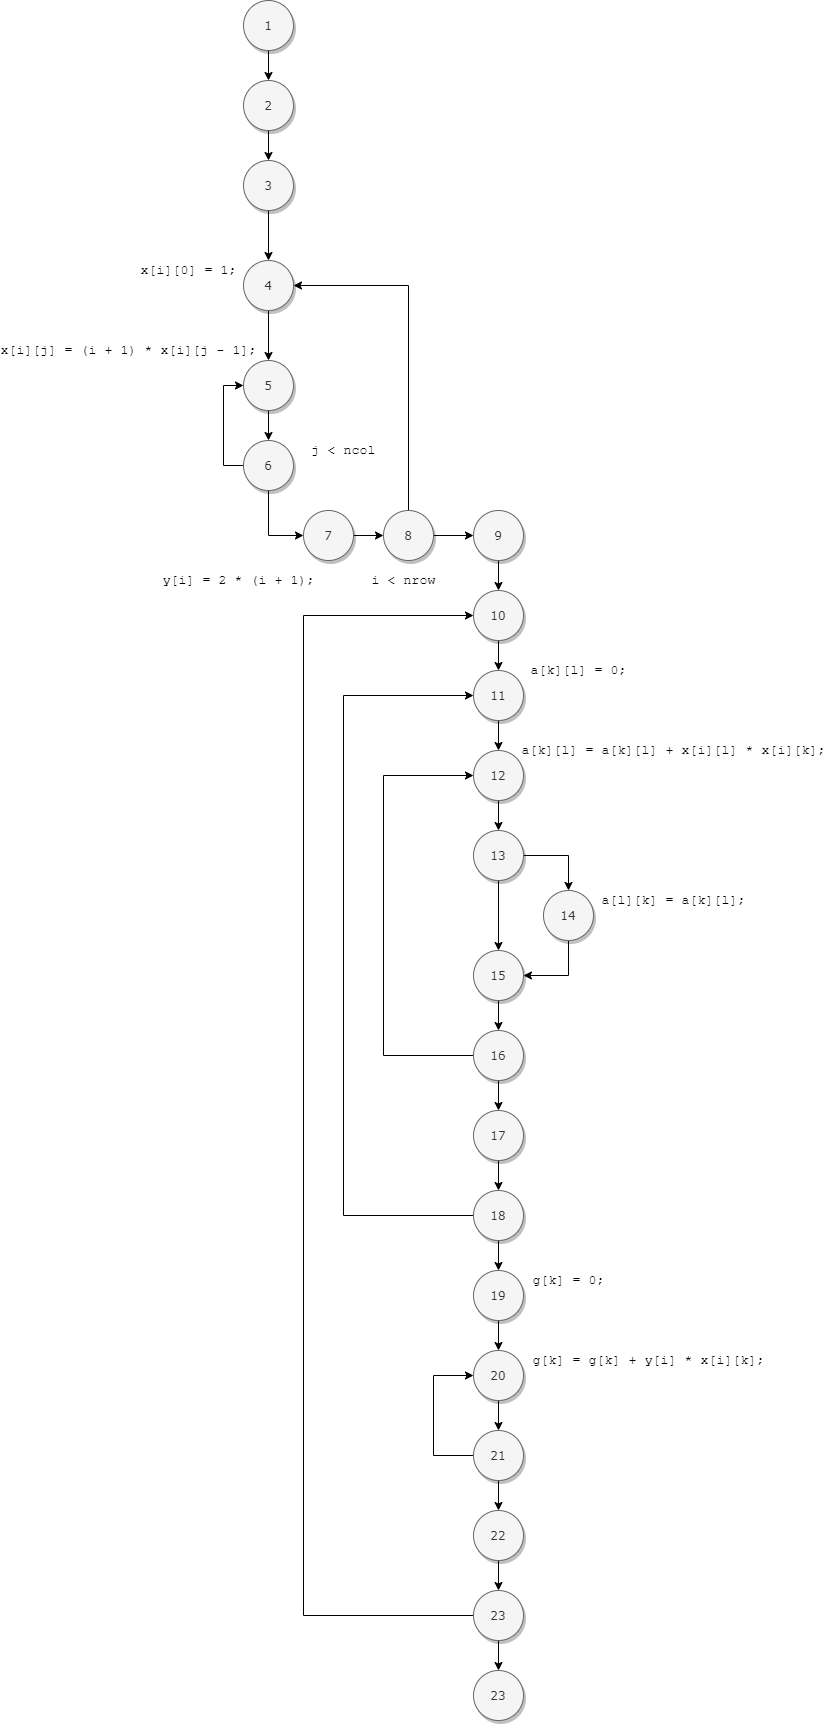 1
2
3
x[i][0] = 1;
4
x[i][j] = (i + 1) * x[i][j - 1];
5
j < ncol
6
7
8
9
y[i] = 2 * (i + 1);
i < nrow
10
a[k][l] = 0;
11
a[k][l] = a[k][l] + x[i][l] * x[i][k];
12
13
a[l][k] = a[k][l];
14
15
16
17
18
g[k] = 0;
19
g[k] = g[k] + y[i] * x[i][k];
20
21
22
23
23